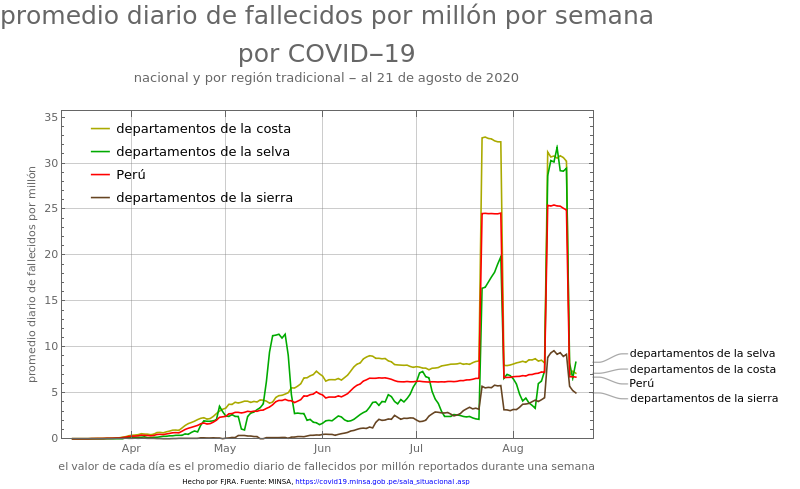 promedio diario de fallecidos por millón por semana
por COVID−19
nacional y por región tradicional − al 21 de agosto de 2020
promedio diario de fallecidos por millón
35
30
25
20
15
10
5
0
departamentos de la costa
departamentos de la selva
Perú
departamentos de la sierra
departamentos de la selva
departamentos de la costa
Perú
departamentos de la sierra
Apr May Jun Jul Aug
el valor de cada día es el promedio diario de fallecidos por millón reportados durante una semana
Hecho por FJRA. Fuente: MINSA, https://covid19.minsa.gob.pe/sala_situacional.asp